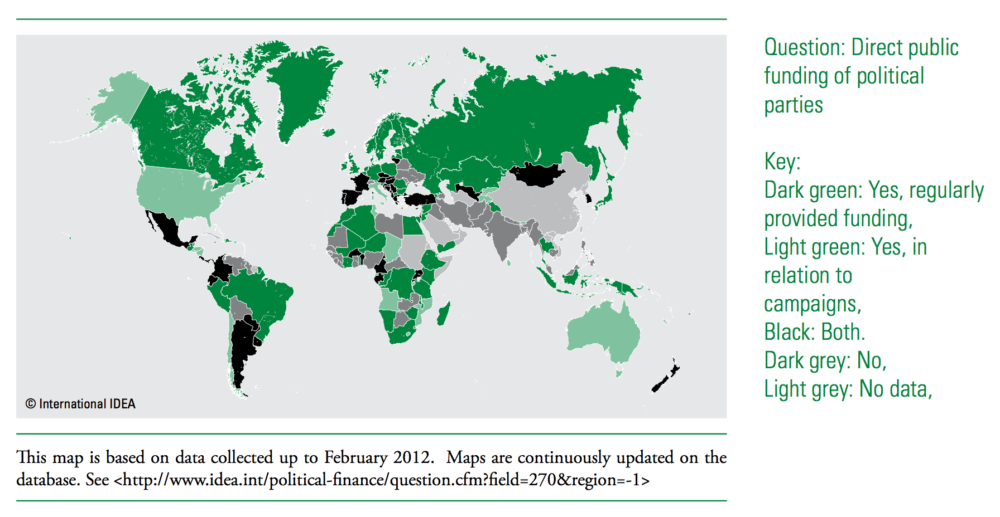 Question: Direct public
funding of political
parties
Key:
Dark green: Yes, regularly
provided funding,
Light green: Yes, in
relation to
campaigns,
Black: Both.
Dark grey: No,
Light grey: No data,
© International IDEA
This map is based on data collected up to February 2012.  Maps are continuously updated on the
database. See <http://www.idea.int/political-finance/question.cfm?field=270&region=-1>